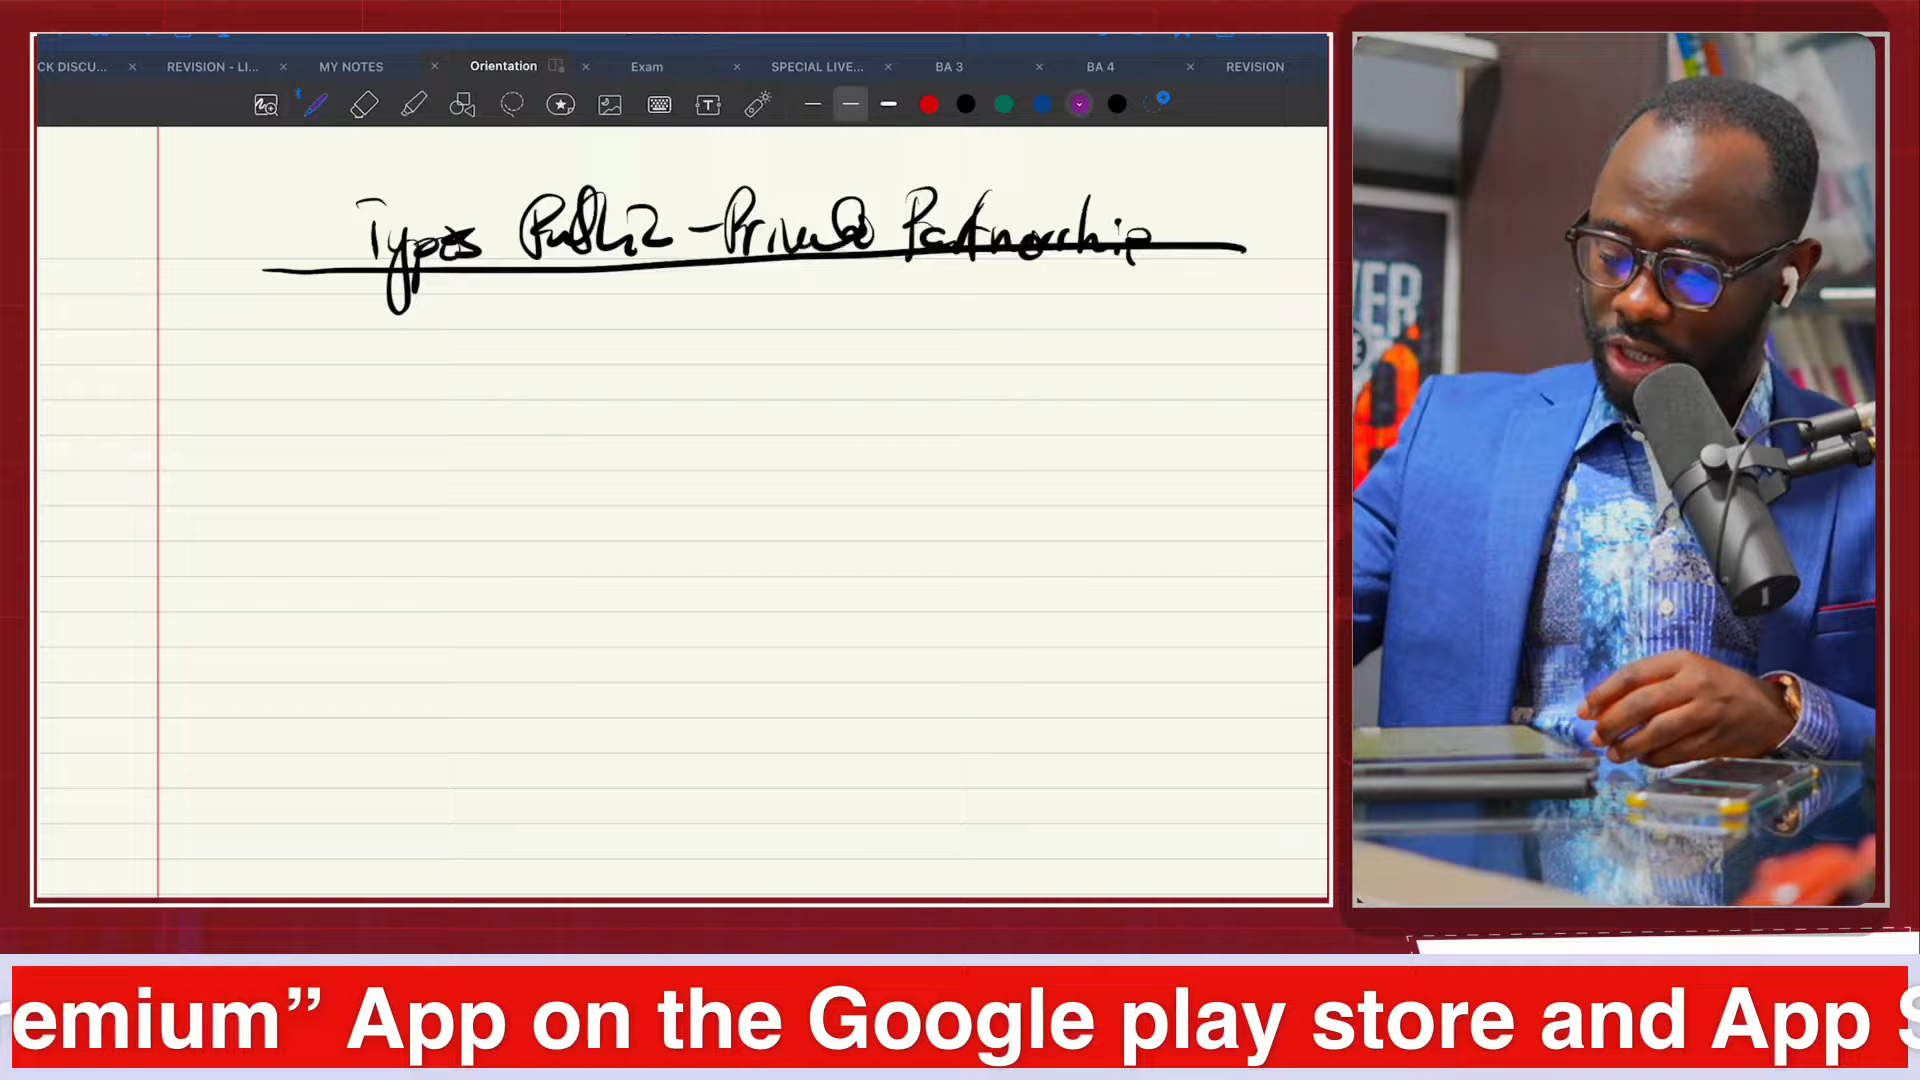 CK DISCU... REVISION - LI... MY NOTES Orientation Exam SPECIAL LIVE... BA 3 BA 4 REVISION
Types Public - Private Partnership
remium” App on the Google play store and App S